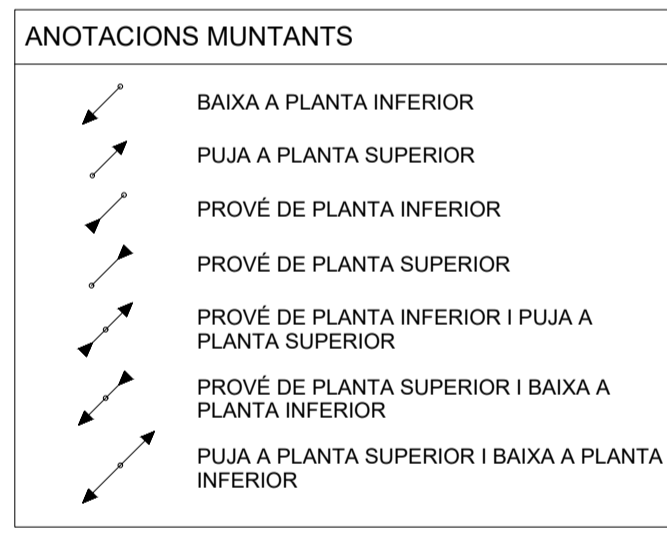 ANOTACIONS MUNTANTS
BAIXA A PLANTA INFERIOR
PUJA A PLANTA SUPERIOR
PROVÉ DE PLANTA INFERIOR
PROVÉ DE PLANTA SUPERIOR
PROVÉ DE PLANTA INFERIOR I PUJA A
PLANTA SUPERIOR
PROVÉ DE PLANTA SUPERIOR I BAIXA A
PLANTA INFERIOR
PUJA A PLANTA SUPERIOR I BAIXA A PLANTA
INFERIOR